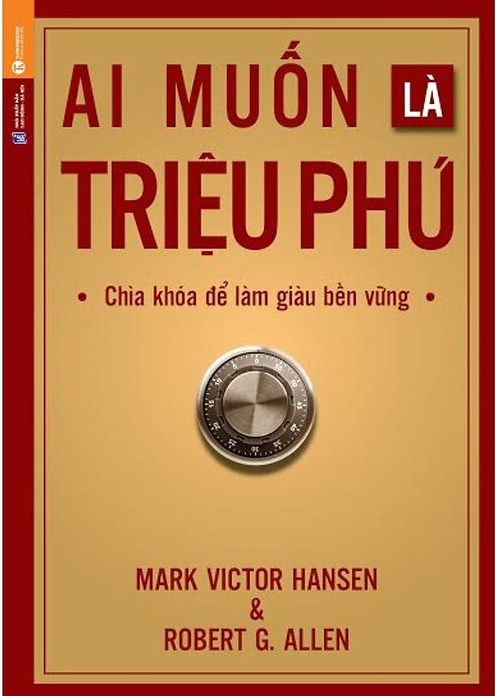 AI MUỐN LÀ
TRIỆU PHÚ
• Chìa khóa để làm giàu bền vững •
MARK VICTOR HANSEN
&
ROBERT G. ALLEN